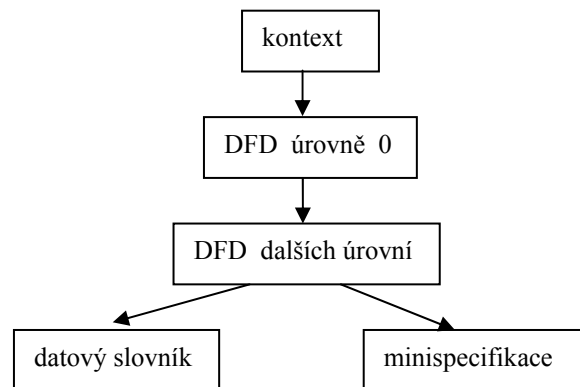 kontext
DFD úrovně 0
DFD dalších úrovní
datový slovník
minispecifikace